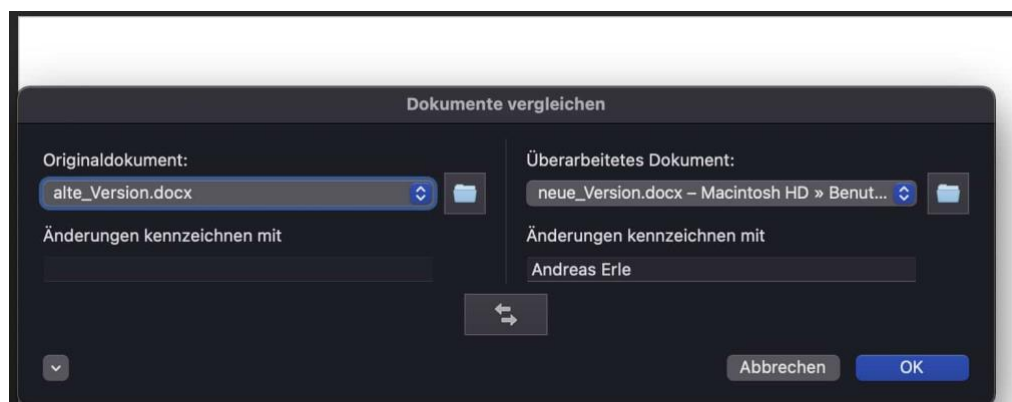 Dokumente vergleichen
Originaldokument:
alte_Version.docx
Änderungen kennzeichnen mit
Überarbeitetes Dokument:
neue_Version.docx – Macintosh HD » Benut...
Änderungen kennzeichnen mit
Andreas Erle
Abbrechen
OK